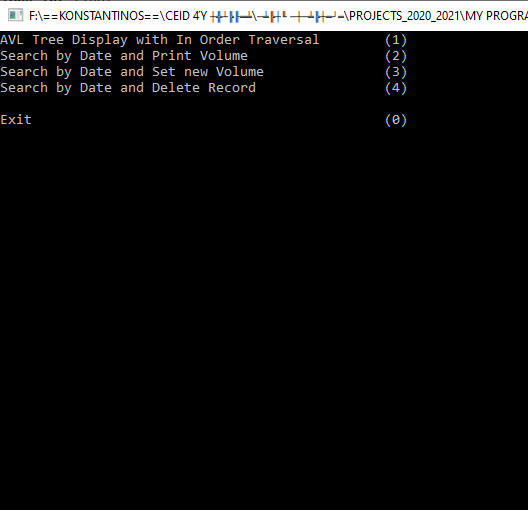 F:\==KONSTANTINOS==\CEID \PROJECTS_2020_2021\MY PROGRA
AVL Tree Display with In Order Traversal (1)
Search by Date and Print Volume (2)
Search by Date and Set new Volume (3)
Search by Date and Delete Record (4)
Exit (0)